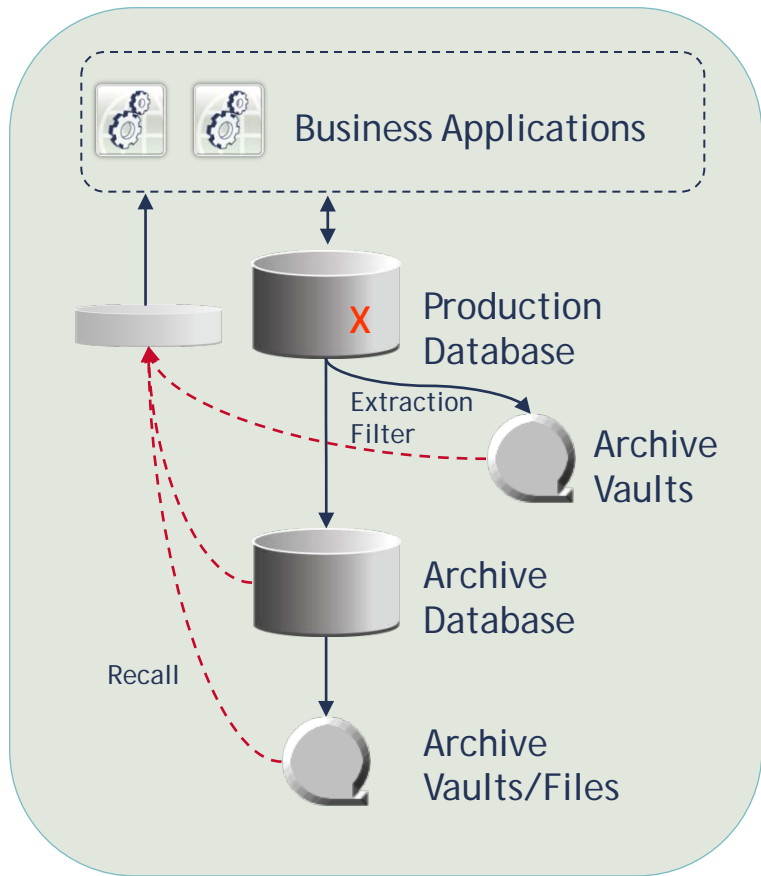 Business Applications
X
Production
Database
Extraction
Filter
Archive
Vaults
Archive
Database
Recall
Archive
Vaults/Files